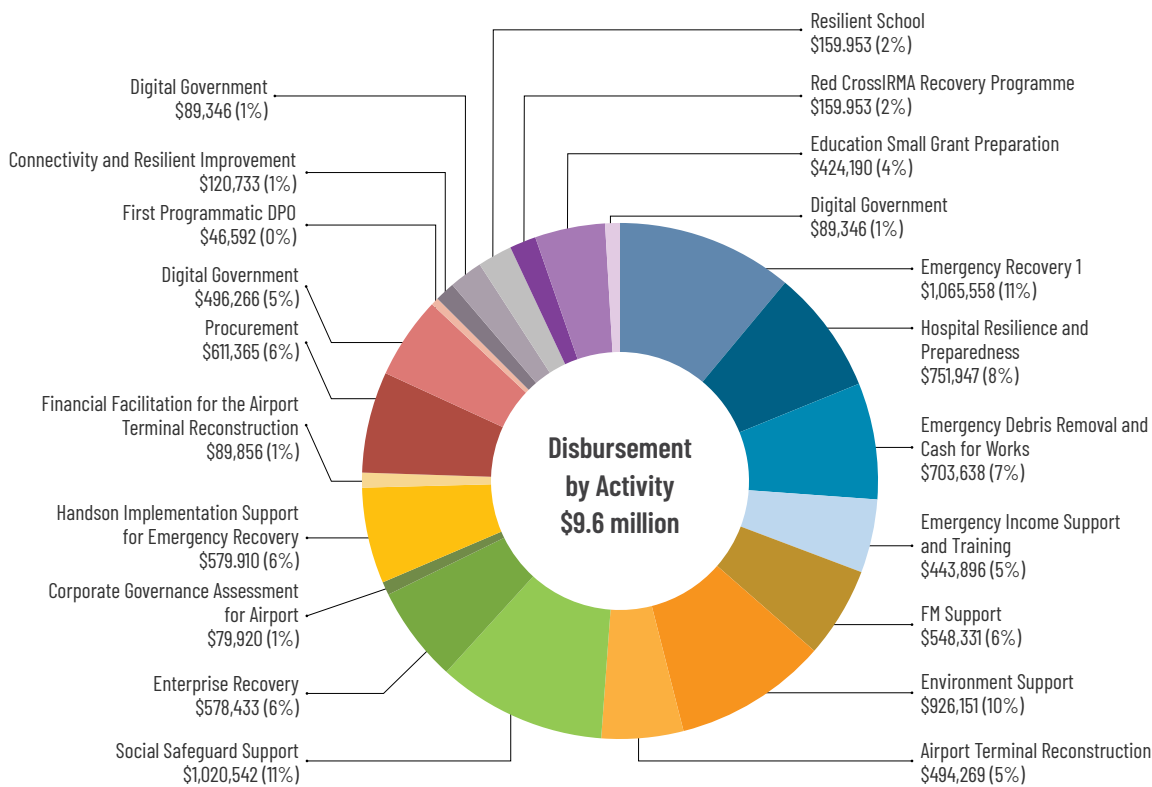 Resilient School
$159.953 (2%)
Red CrossIRMA Recovery Programme
$159.953 (2%)
Education Small Grant Preparation
$424,190 (4%)
Digital Government
$89,346 (1%)
Emergency Recovery 1
$1,065,558 (11%)
Hospital Resilience and
Preparedness
$751,947 (8%)
Emergency Debris Removal and
Cash for Works
$703,638 (7%)
Emergency Income Support
and Training
$443,896 (5%)
FM Support
$548,331 (6%)
Environment Support
$926,151 (10%)
Airport Terminal Reconstruction
$494,269 (5%)
Digital Government
$89,346 (1%)
Connectivity and Resilient Improvement
$120,733 (1%)
First Programmatic DPO
$46,592 (0%)
Digital Government
$496,266 (5%)
Procurement
$611,365 (6%)
Financial Facilitation for the Airport
Terminal Reconstruction
$89,856 (1%)
Handson Implementation Support
for Emergency Recovery
$579.910 (6%)
Corporate Governance Assessment
for Airport
$79,920 (1%)
Enterprise Recovery
$578,433 (6%)
Social Safeguard Support
$1,020,542 (11%)
Disbursement
by Activity
$9.6 million